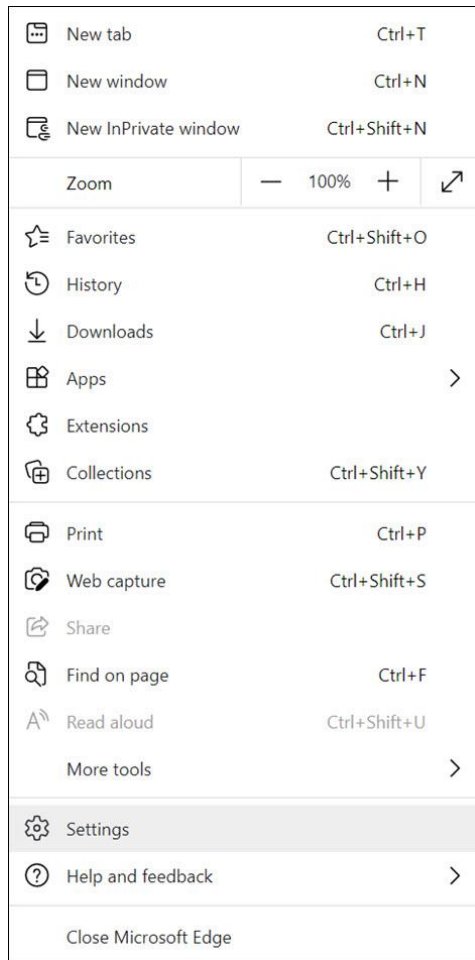 New tab Ctrl+T
New window Ctrl+N
New InPrivate window Ctrl+Shift+N
Zoom — 100% +
Favorites Ctrl+Shift+O
History Ctrl+H
Downloads Ctrl+J
Apps
Extensions
Collections Ctrl+Shift+Y
Print Ctrl+P
Web capture Ctrl+Shift+S
Share
Find on page Ctrl+F
Read aloud Ctrl+Shift+U
More tools
Settings
Help and feedback
Close Microsoft Edge